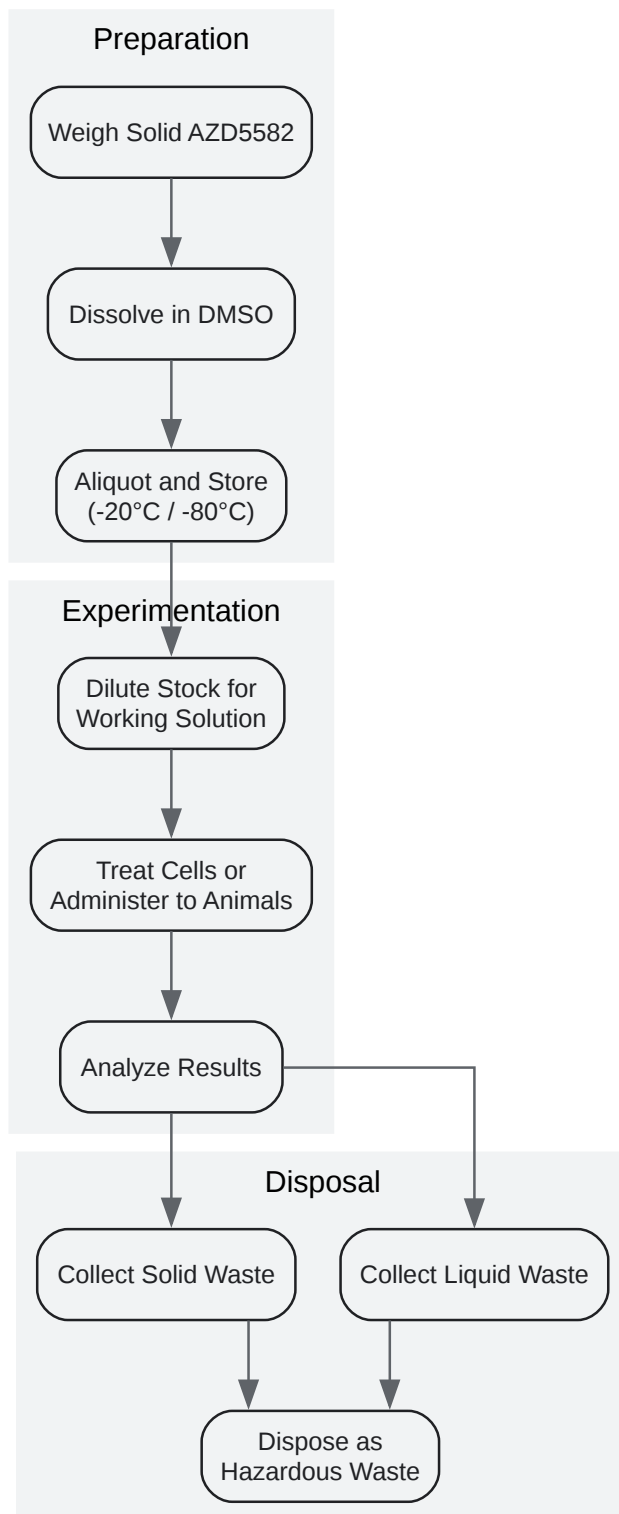 Preparation
Weigh Solid AZD5582
Dissolve in DMSO
Aliquot and Store
(-20°C / -80°C)
Experimentation
Dilute Stock for
Working Solution
Treat Cells or
Administer to Animals
Analyze Results
Disposal
Collect Solid Waste
Collect Liquid Waste
Dispose as
Hazardous Waste